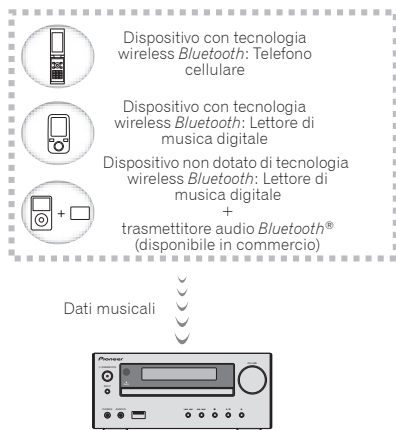 Dispositivo con tecnologia
wireless Bluetooth: Telefono
cellulare
Dispositivo con tecnologia
wireless Bluetooth: Lettore di
musica digitale
Dispositivo non dotato di tecnologia
wireless Bluetooth: Lettore di
musica digitale
+
+
trasmettitore audio Bluetooth®
(disponibile in commercio)
Dati musicali
Pioneer